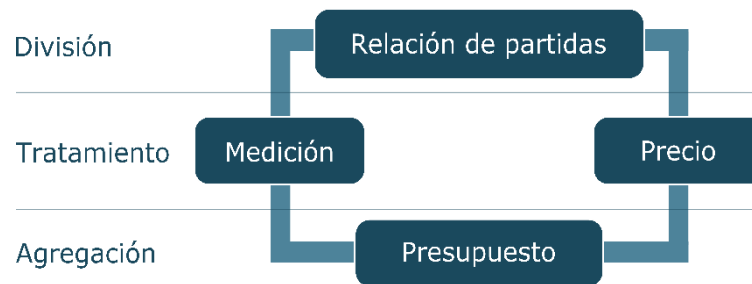 División
Relación de partidas
Tratamiento
Medición
Precio
Agregación
Presupuesto